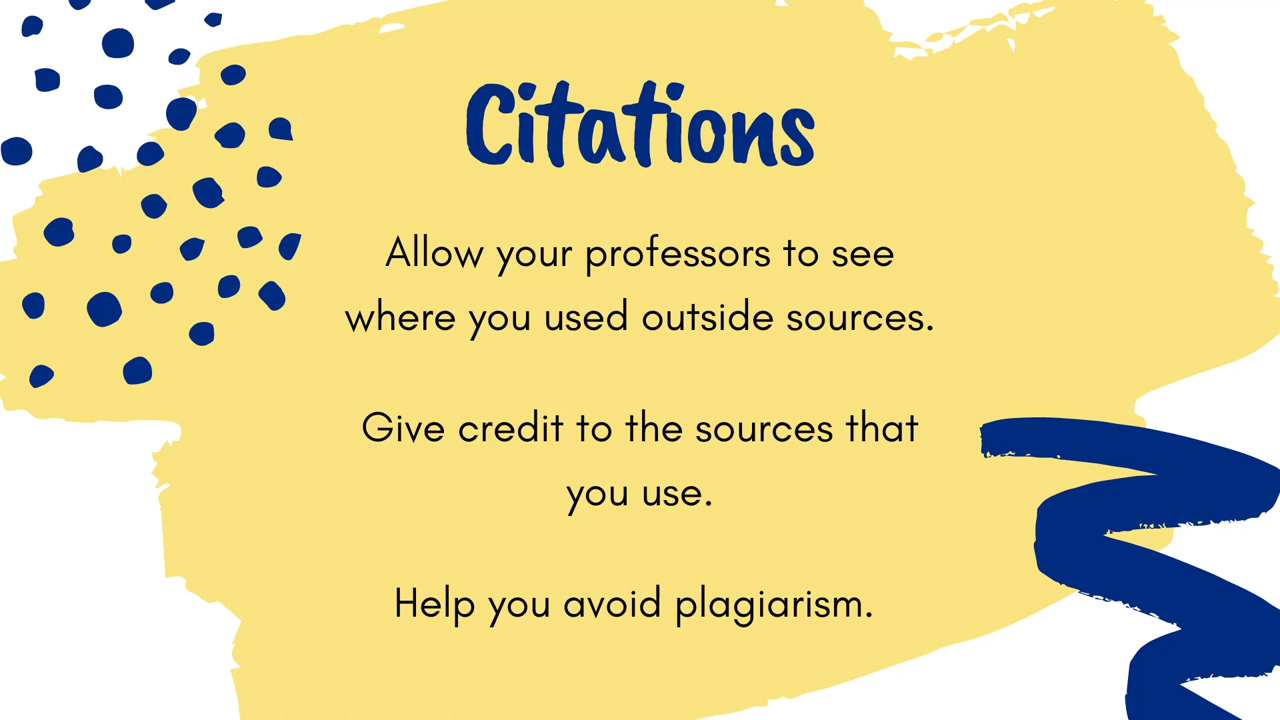 Citations
Allow your professors to see
where you used outside sources.
Give credit to the sources that
you use.
Help you avoid plagiarism.